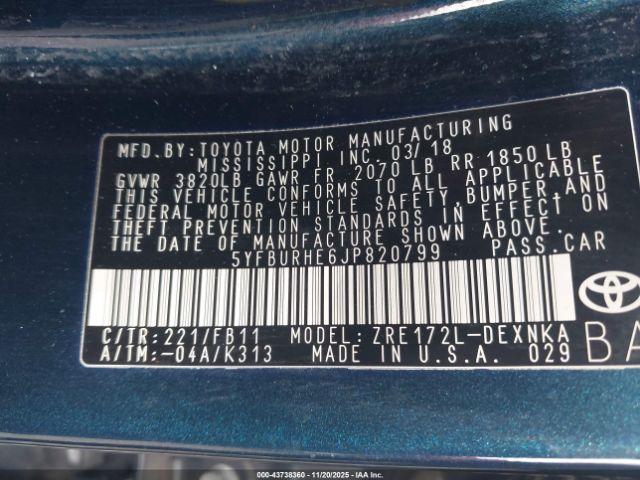 MFD.BY:TOYOTA MOTOR MANUFACTURING
MISSISSIPPI INC. 03/18
GVWR 3820LB GAWR FR 2070 LB RR 1850LB
THIS VEHICLE CONFORMS TO ALL APPLICABLE
FEDERAL MOTOR VEHICLE SAFETY,BUMPER,AND
THEFT PREVENTION STANDARDS IN EFFECT ON
THE DATE OF MANUFACTURE SHOWN ABOVE.
5YFBURHE6JP820799 PASS.CAR
C/TR:221/FB11 MODEL:ZRE172L-DEXNKA
A/TM:-04A/K313 MADE IN U.S.A. 029
BA
000-43738360 - 11/20/2025 - IAAI.COM